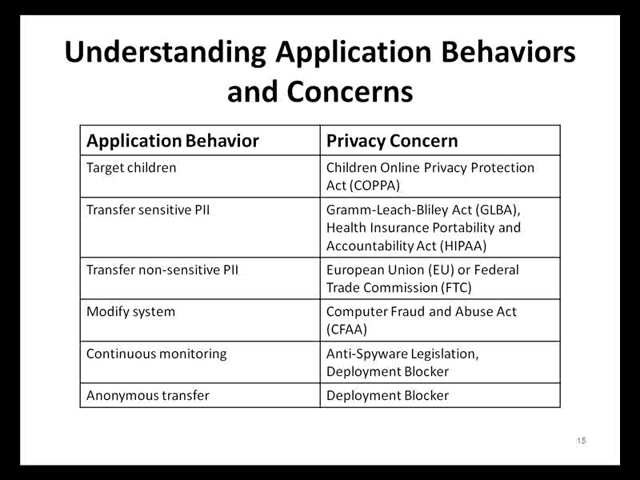 Understanding Application Behaviors
and Concerns
Application Behavior
Privacy Concern
Target children
Children Online Privacy Protection
Act (COPPA)
Transfer sensitive PII
Gramm-Leach-Bliley Act (GLBA),
Health Insurance Portability and
Accountability Act (HIPAA)
Transfer non-sensitive PII
European Union (EU) or Federal
Trade Commission (FTC)
Modify system
Computer Fraud and Abuse Act
(CFAA)
Continuous monitoring
Anti-Spyware Legislation,
Deployment Blocker
Anonymous transfer
Deployment Blocker
15